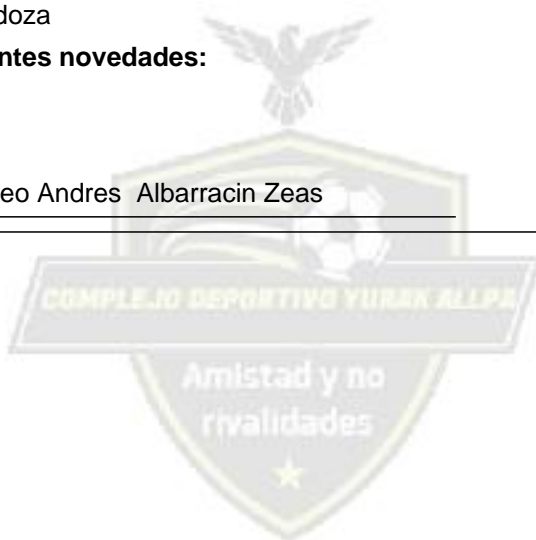 doza
ntes novedades:
eo Andres Albarracin Zeas
COMPLEJO DEPORTIVO YURAK ALLPA
Amistad y no
rivalidades